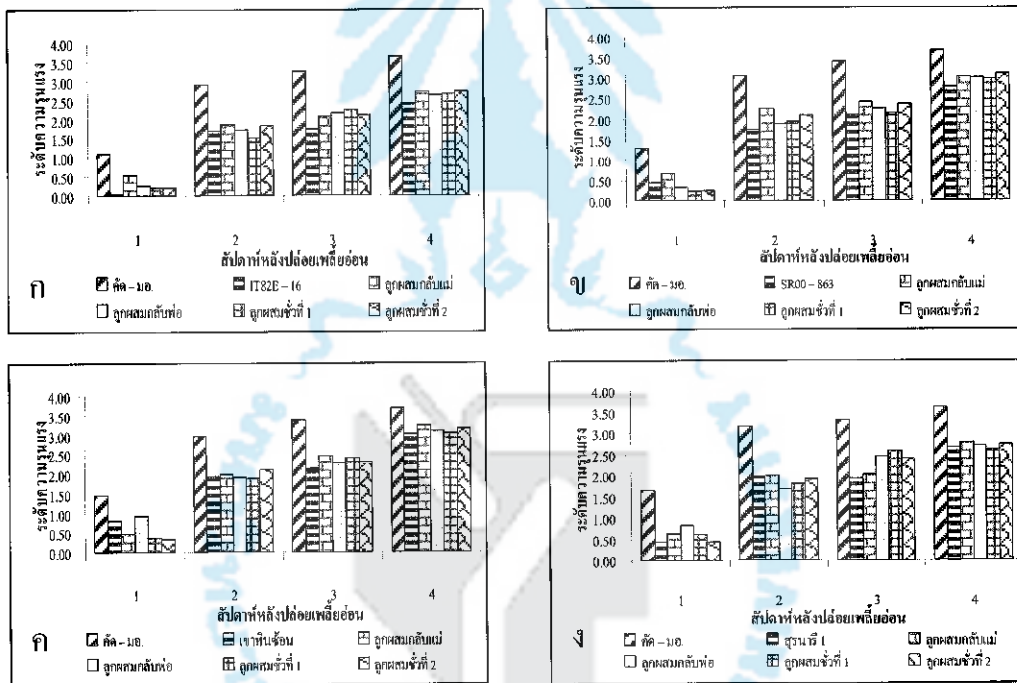 ระดับความรุนแรง
4.00
3.50
3.00
2.50
2.00
1.50
1.00
0.50
0.00
1 2 3 4
สัปดาห์หลังปล่อยเพลี้ยอ่อน
ก
คัด – มอ. IT82E – 16 ลูกผสมกลับแม่
ลูกผสมกลับพ่อ ลูกผสมชั่วที่ 1 ลูกผสมชั่วที่ 2
ระดับความรุนแรง
4.00
3.50
3.00
2.50
2.00
1.50
1.00
0.50
0.00
1 2 3 4
สัปดาห์หลังปล่อยเพลี้ยอ่อน
ข
คัด – มอ. SR00 – 863 ลูกผสมกลับแม่
ลูกผสมกลับพ่อ ลูกผสมชั่วที่ 1 ลูกผสมชั่วที่ 2
ระดับความรุนแรง
4.00
3.50
3.00
2.50
2.00
1.50
1.00
0.50
0.00
1 2 3 4
สัปดาห์หลังปล่อยเพลี้ยอ่อน
ค
คัด – มอ. เขาหินซ้อน ลูกผสมกลับแม่
ลูกผสมกลับพ่อ ลูกผสมชั่วที่ 1 ลูกผสมชั่วที่ 2
ระดับความรุนแรง
4.00
3.50
3.00
2.50
2.00
1.50
1.00
0.50
0.00
1 2 3 4
สัปดาห์หลังปล่อยเพลี้ยอ่อน
ง
คัด – มอ. สุรนารี 1 ลูกผสมกลับแม่
ลูกผสมกลับพ่อ ลูกผสมชั่วที่ 1 ลูกผสมชั่วที่ 2